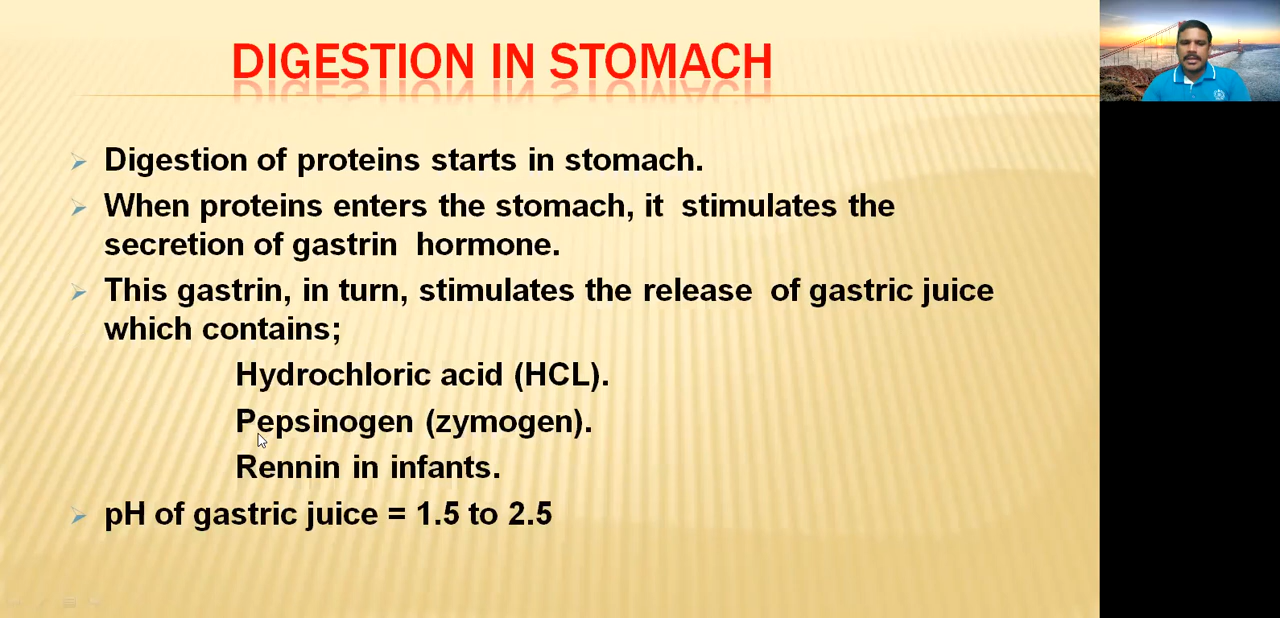 DIGESTION IN STOMACH
Digestion of proteins starts in stomach.
When proteins enters the stomach, it stimulates the
secretion of gastrin hormone.
This gastrin, in turn, stimulates the release of gastric juice
which contains;
Hydrochloric acid (HCL).
Pepsinogen (zymogen).
Rennin in infants.
pH of gastric juice = 1.5 to 2.5